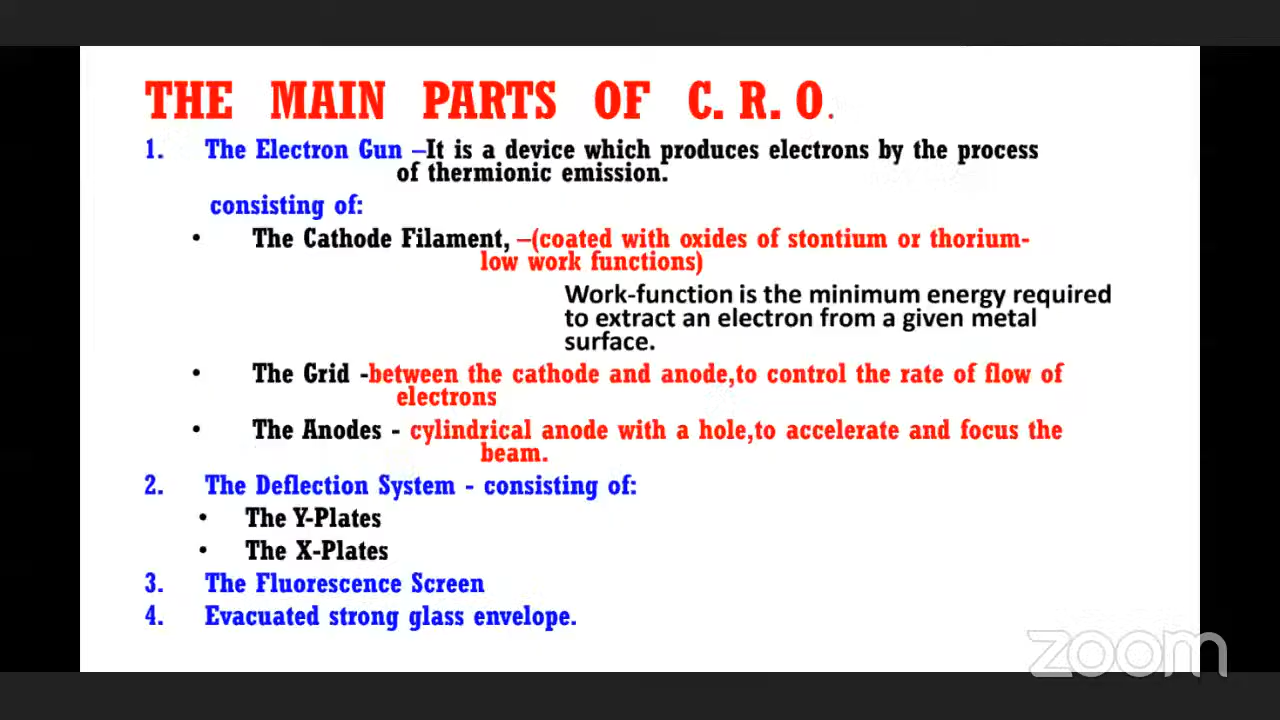 THE MAIN PARTS OF C. R. O.
1. The Electron Gun –It is a device which produces electrons by the process
of thermionic emission.
consisting of:
• The Cathode Filament, –(coated with oxides of stontium or thorium-
low work functions)
Work-function is the minimum energy required
to extract an electron from a given metal
surface.
• The Grid -between the cathode and anode,to control the rate of flow of
electrons
• The Anodes - cylindrical anode with a hole,to accelerate and focus the
beam.
2. The Deflection System - consisting of:
• The Y-Plates
• The X-Plates
3. The Fluorescence Screen
4. Evacuated strong glass envelope.
zoom